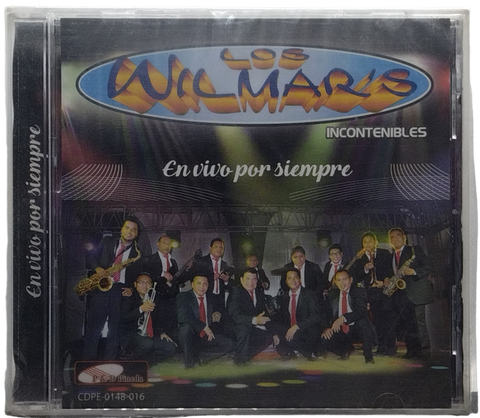 LOS
WILMAR'S
INCONTENIBLES
En vivo por siempre
En vivo por siempre
CDPE-0148-016